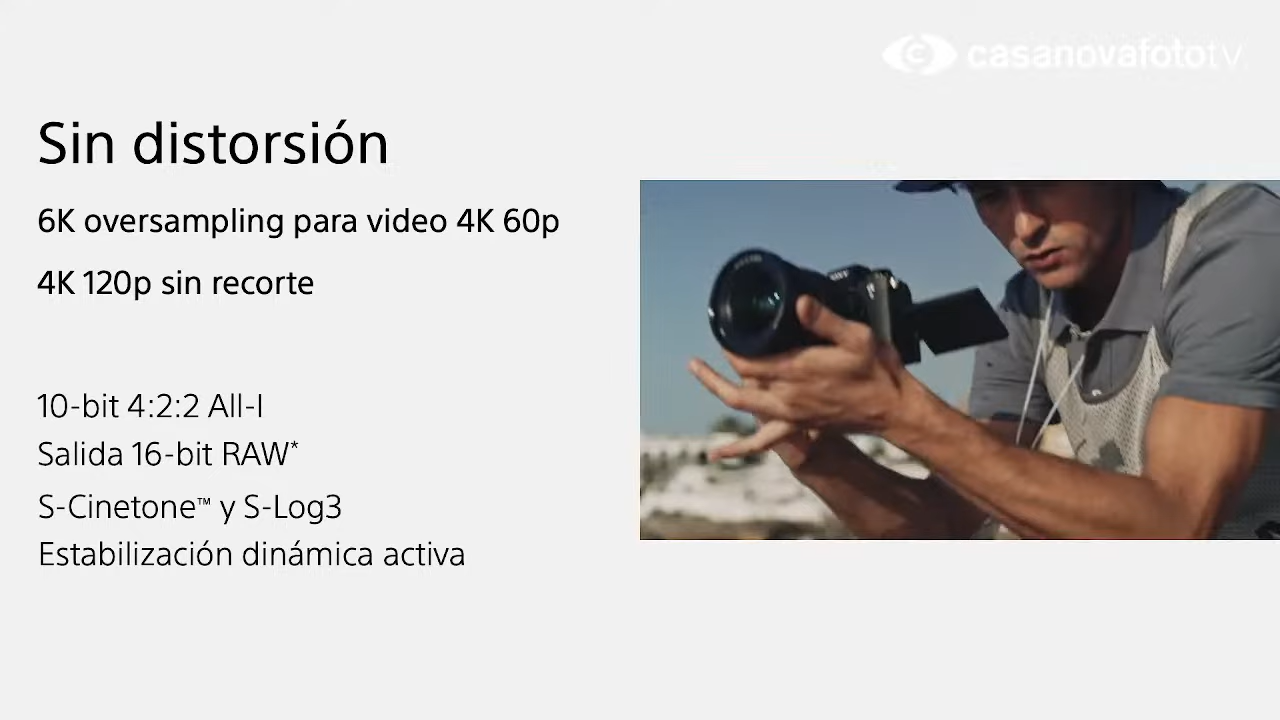 casanovafototv
Sin distorsión
6K oversampling para video 4K 60p
4K 120p sin recorte
10-bit 4:2:2 All-I
Salida 16-bit RAW*
S-Cinetone™ y S-Log3
Estabilización dinámica activa